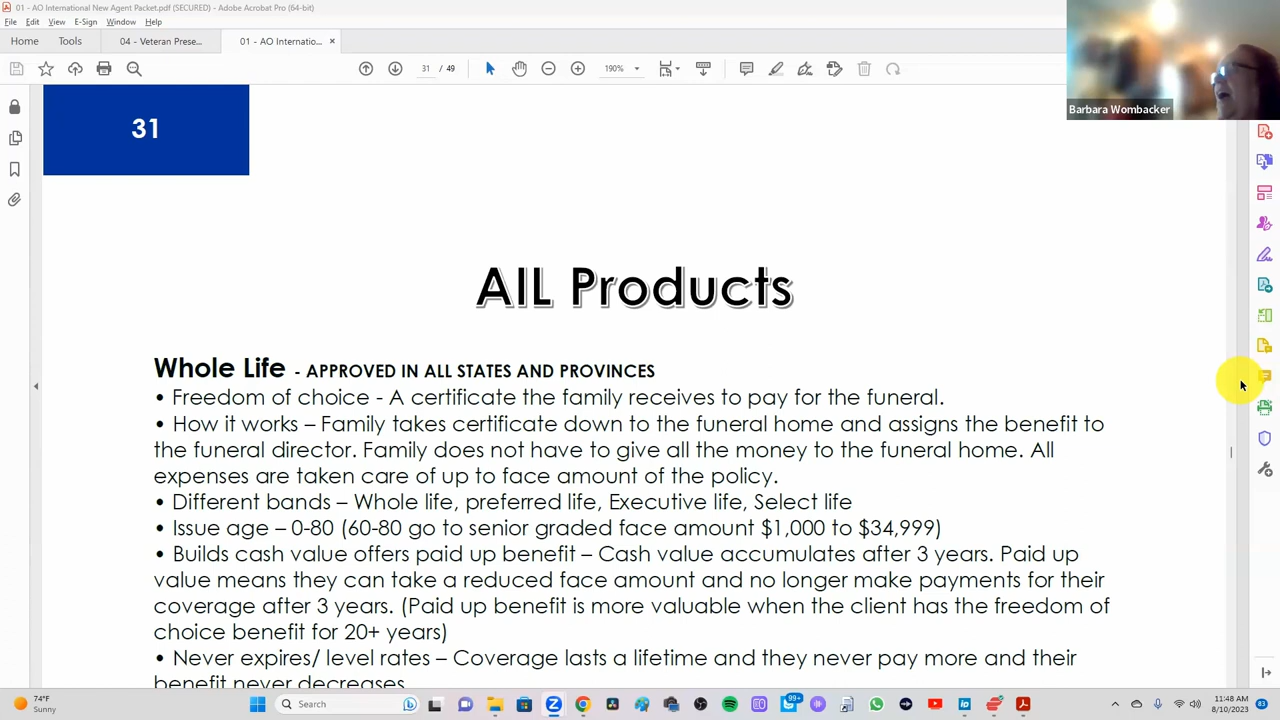 01 - AO International New Agent Packet.pdf (SECURED) - Adobe Acrobat Pro (64-bit)
File Edit View E-Sign Window Help
Home Tools 04 - Veteran Prese... 01 - AO Internatio... ×
31 / 49 190%
Barbara Wombacker
31
AIL Products
Whole Life - APPROVED IN ALL STATES AND PROVINCES
• Freedom of choice - A certificate the family receives to pay for the funeral.
• How it works – Family takes certificate down to the funeral home and assigns the benefit to
the funeral director. Family does not have to give all the money to the funeral home. All
expenses are taken care of up to face amount of the policy.
• Different bands – Whole life, preferred life, Executive life, Select life
• Issue age – 0-80 (60-80 go to senior graded face amount $1,000 to $34,999)
• Builds cash value offers paid up benefit – Cash value accumulates after 3 years. Paid up
value means they can take a reduced face amount and no longer make payments for their
coverage after 3 years. (Paid up benefit is more valuable when the client has the freedom of
choice benefit for 20+ years)
• Never expires/ level rates – Coverage lasts a lifetime and they never pay more and their
benefit never decreases
74°F
Sunny
Search
99+
11:48 AM
8/10/2023
83